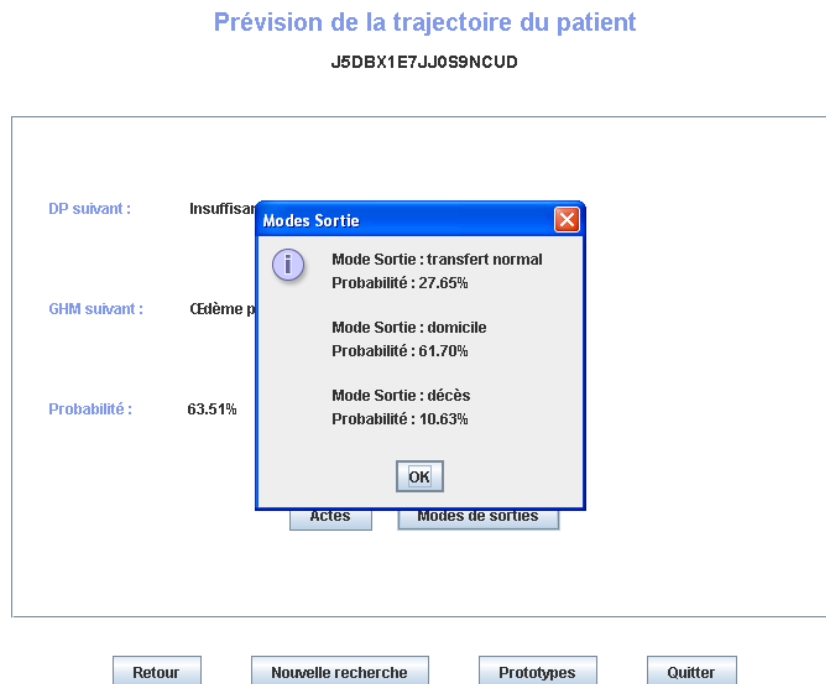 Prévision de la trajectoire du patient
J5DBX1E7JJ0S9NCUD
DP suivant :
Modes Sortie
Mode Sortie : transfert normal
Probabilité : 27.65%
GHM suivant :
Œdème
Mode Sortie : domicile
Probabilité : 61.70%
Mode Sortie : décès
Probabilité : 10.63%
Probabilité :
63.51%
OK
Actes
Modes de sorties
Retour
Nouvelle recherche
Prototypes
Quitter